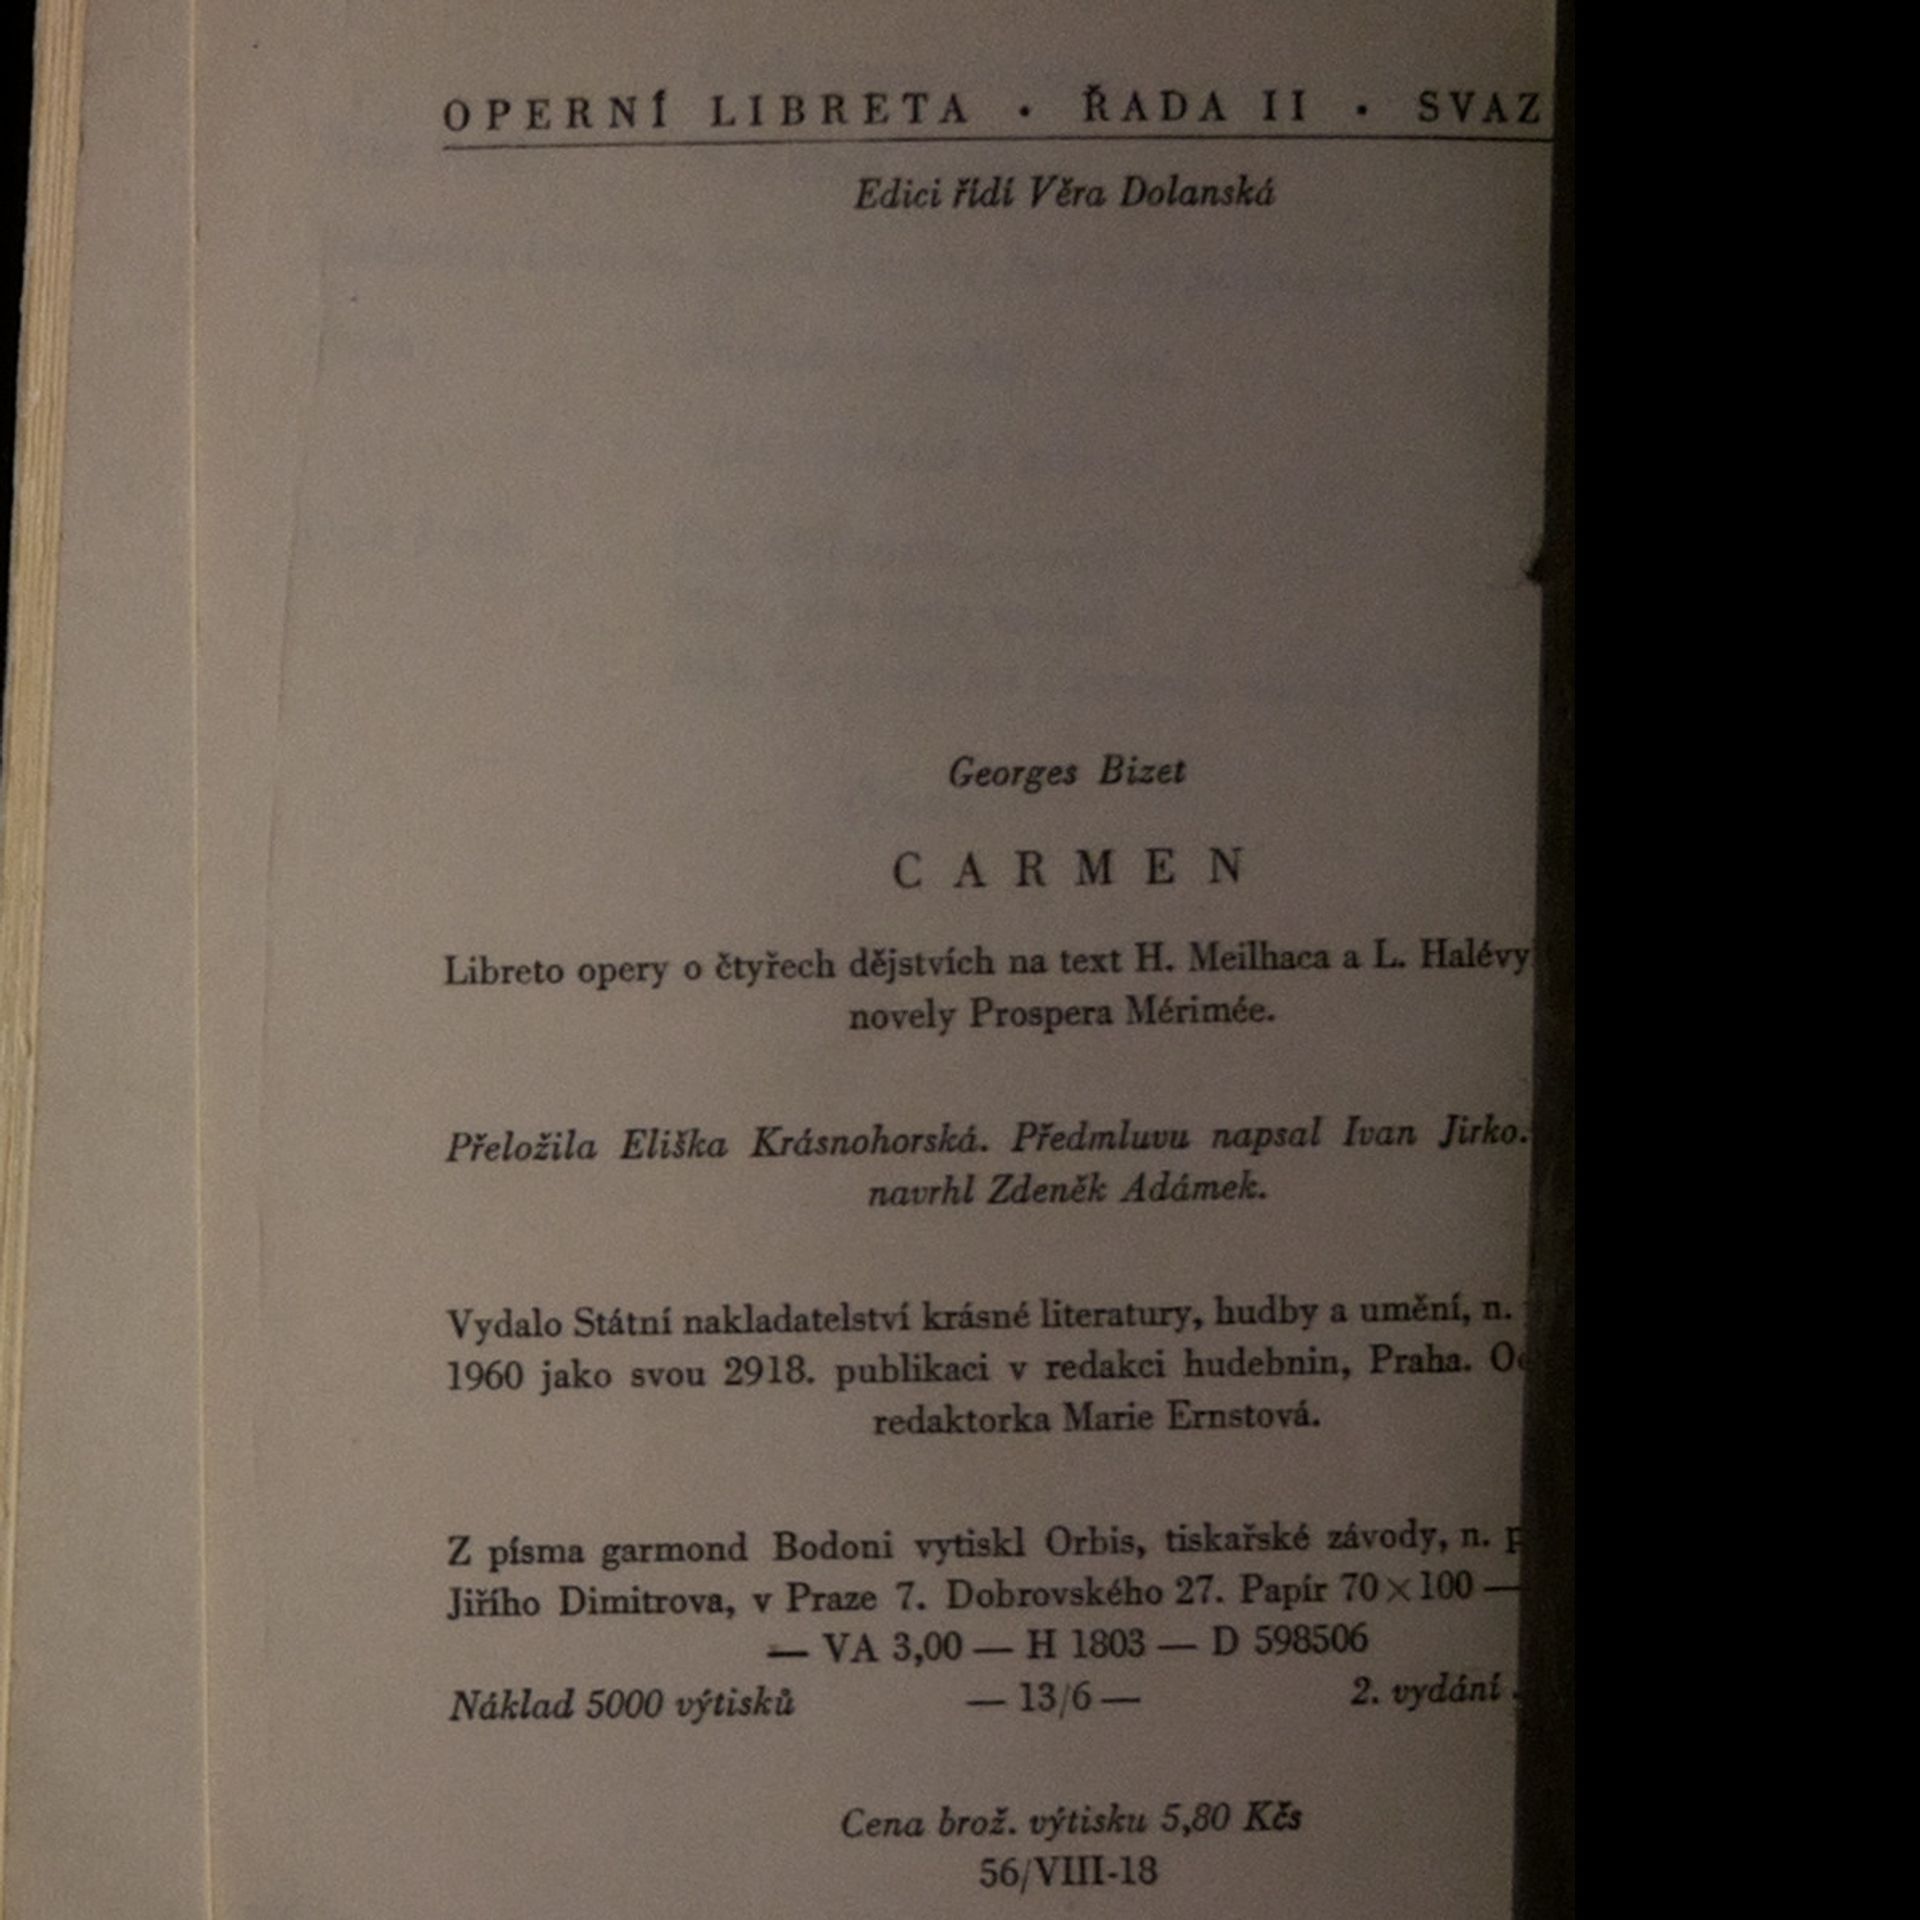 OPERNÍ LIBRETA · ŘADA II · SVAZ
Edici řídí Věra Dolanská
Georges Bizet
CARMEN
Libreto opery o čtyřech dějstvích na text H. Meilhaca a L. Halévy
novely Prospera Mérimée.
Přeložila Eliška Krásnohorská. Předmluvu napsal Ivan Jirko.
navrhl Zdeněk Adámek.
Vydalo Státní nakladatelství krásné literatury, hudby a umění, n.
1960 jako svou 2918. publikaci v redakci hudebnin, Praha.
redaktorka Marie Ernstová.
Z písma garmond Bodoni vytiskl Orbis, tiskařské závody, n.
Jiřího Dimitrova, v Praze 7. Dobrovského 27. Papír 70×100 —
— VA 3,00 — H 1803 — D 598506
Náklad 5000 výtisků — 13/6 — 2. vydání
Cena brož. výtisku 5,80 Kčs
56/VIII-18